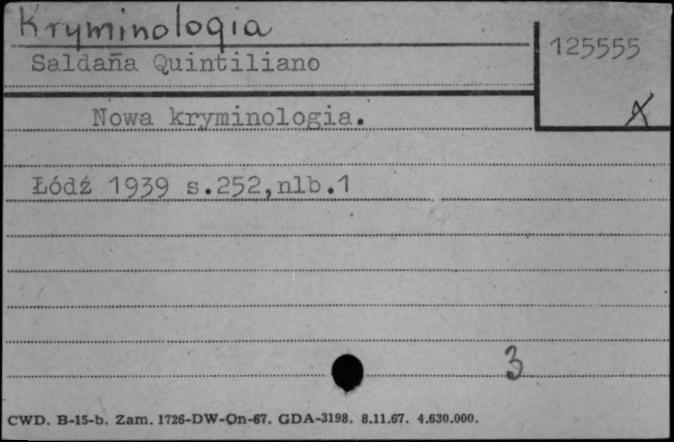 Kryminologia
125555
Saldaña Quintiliano
X
Nowa kryminologia.
Łódź 1939 s.252,nlb.1
3
CWD. B-15-b. Zam. 1726-DW-On-67. GDA-3198. 8.11.67. 4.630.000.